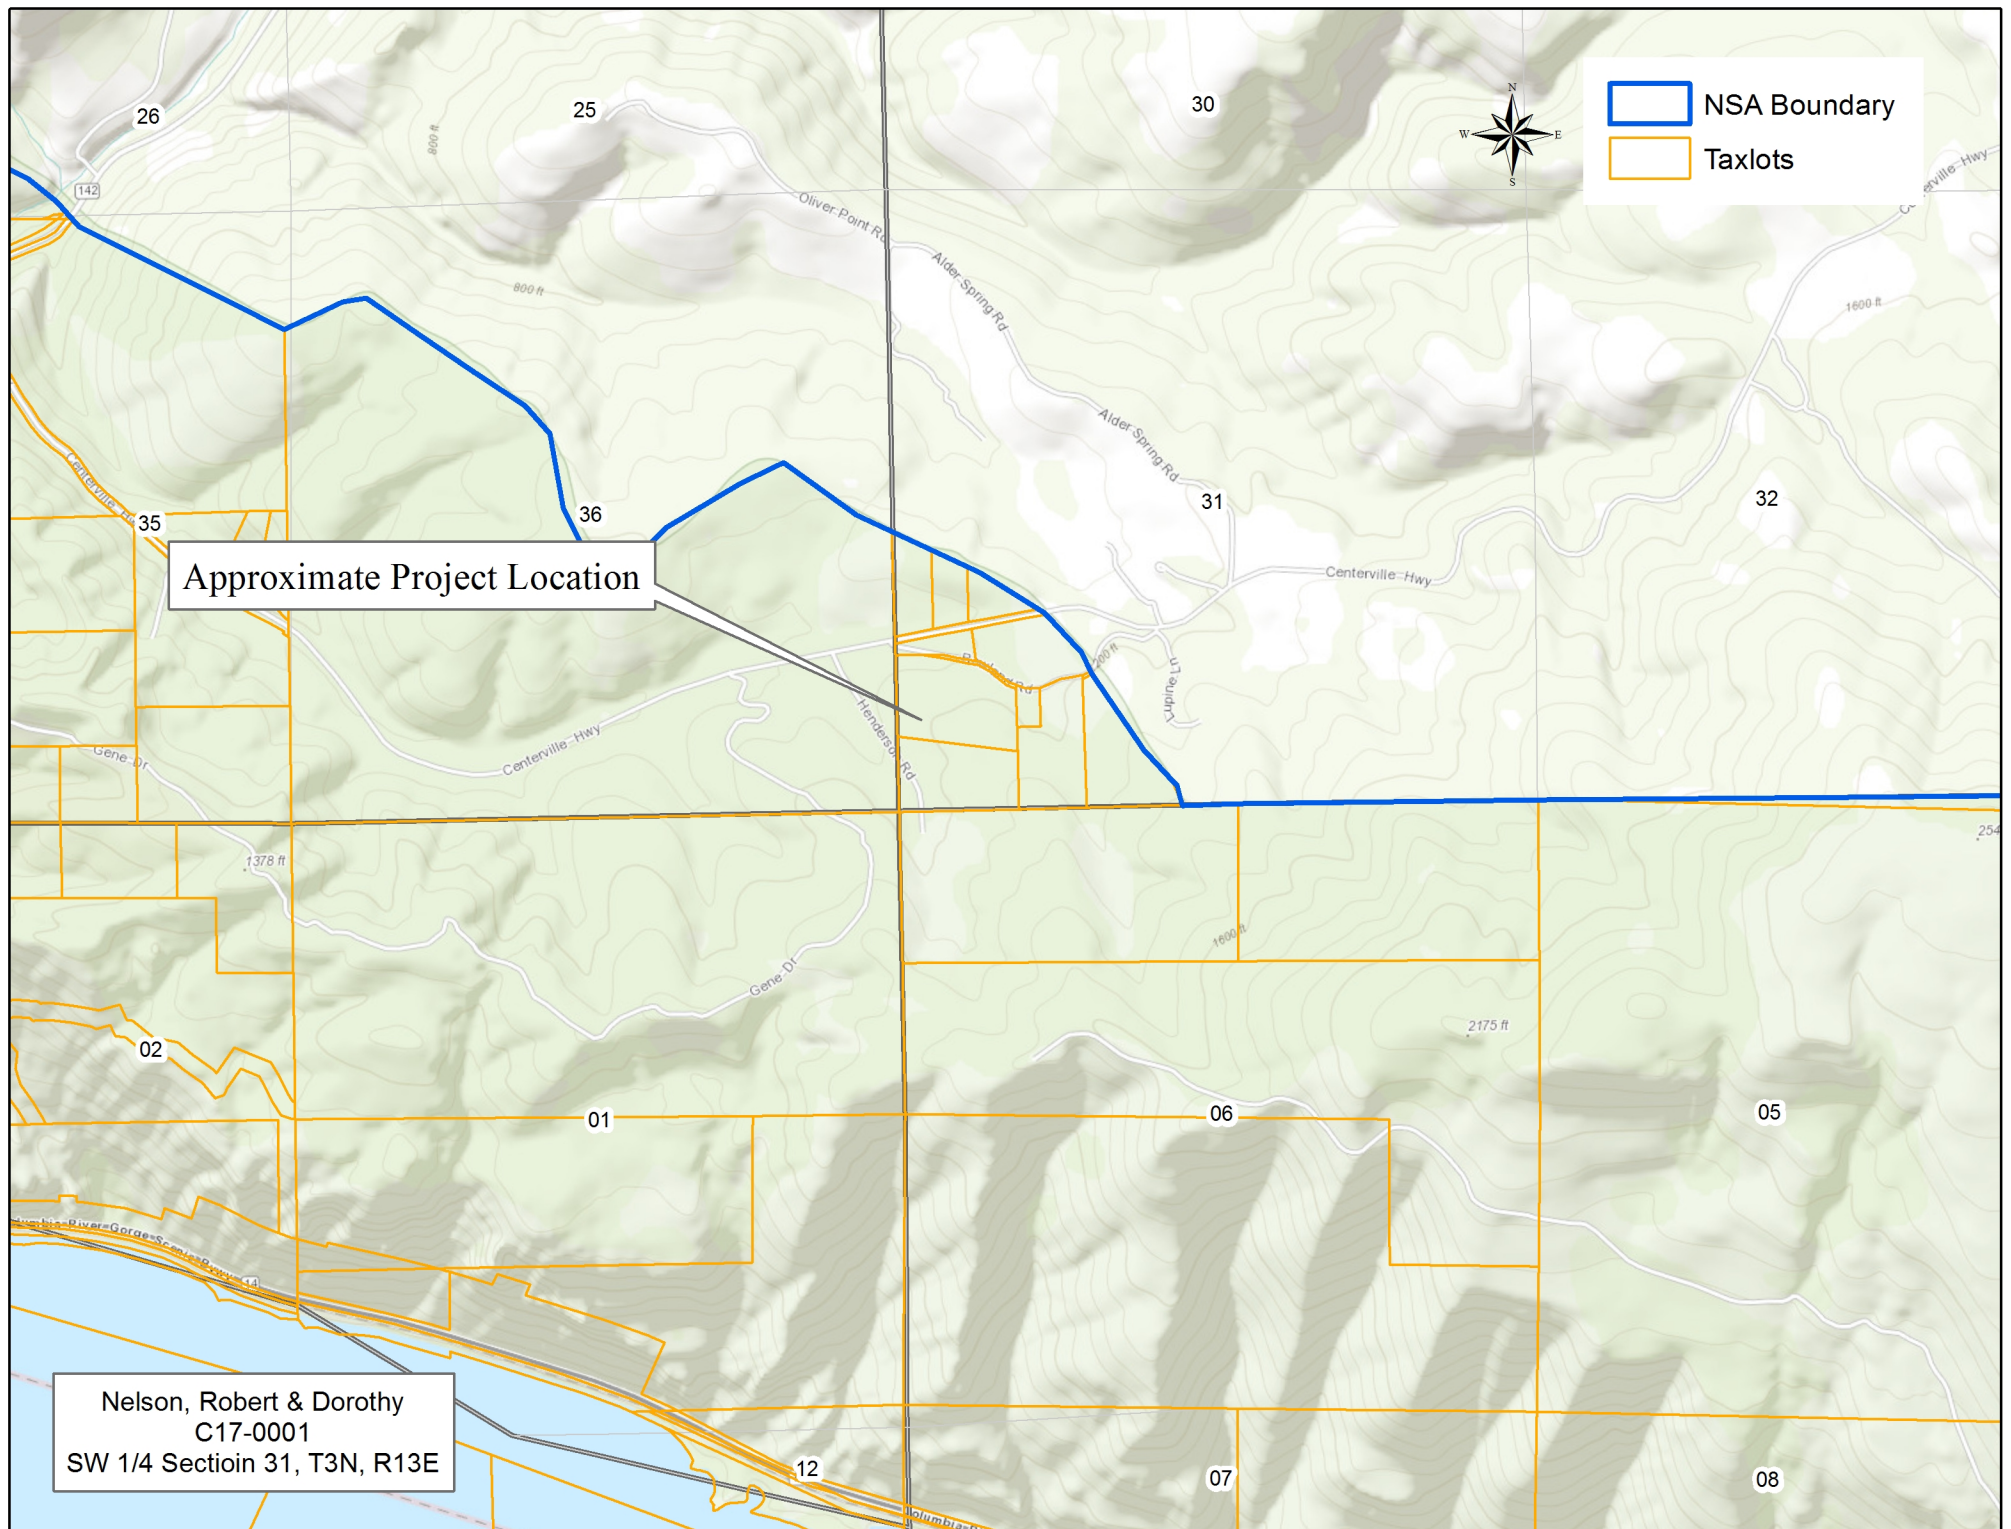 26
25
30
N
W
E
S
NSA Boundary
Taxlots
142
800 ft
Oliver Point Rd
Alder Spring Rd
800 ft
1600 ft
Alder Spring Rd
Centerville Hwy
35
36
31
32
Approximate Project Location
Centerville Hwy
Lupine Ln
Henderson Rd
Centerville Hwy
Gene Dr
1378 ft
1600 ft
Gene Dr
2175 ft
02
01
06
05
14
Nelson, Robert & Dorothy
C17-0001
SW 1/4 Sectioin 31, T3N, R13E
12
07
08